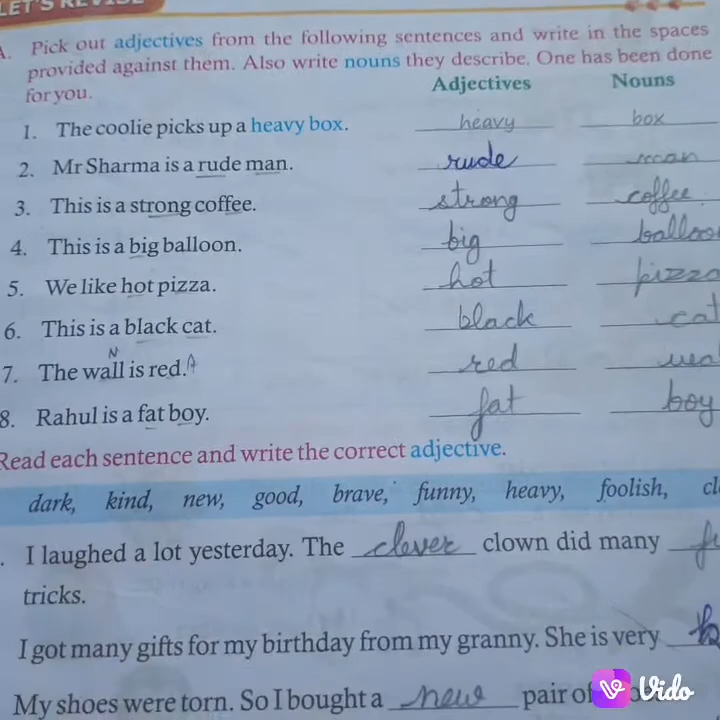 LET'S REVISE
A. Pick out adjectives from the following sentences and write in the spaces
provided against them. Also write nouns they describe. One has been done
for you.
Adjectives Nouns
1. The coolie picks up a heavy box. heavy box
2. Mr Sharma is a rude man. rude man
3. This is a strong coffee. strong coffee
4. This is a big balloon. big balloon
5. We like hot pizza. hot pizza
6. This is a black cat. black cat
N
7. The wall is red. A red
8. Rahul is a fat boy. fat boy
Read each sentence and write the correct adjective.
dark, kind, new, good, brave, funny, heavy, foolish,
I laughed a lot yesterday. The clever clown did many
tricks.
I got many gifts for my birthday from my granny. She is very
My shoes were torn. So I bought a new pair of
Vido